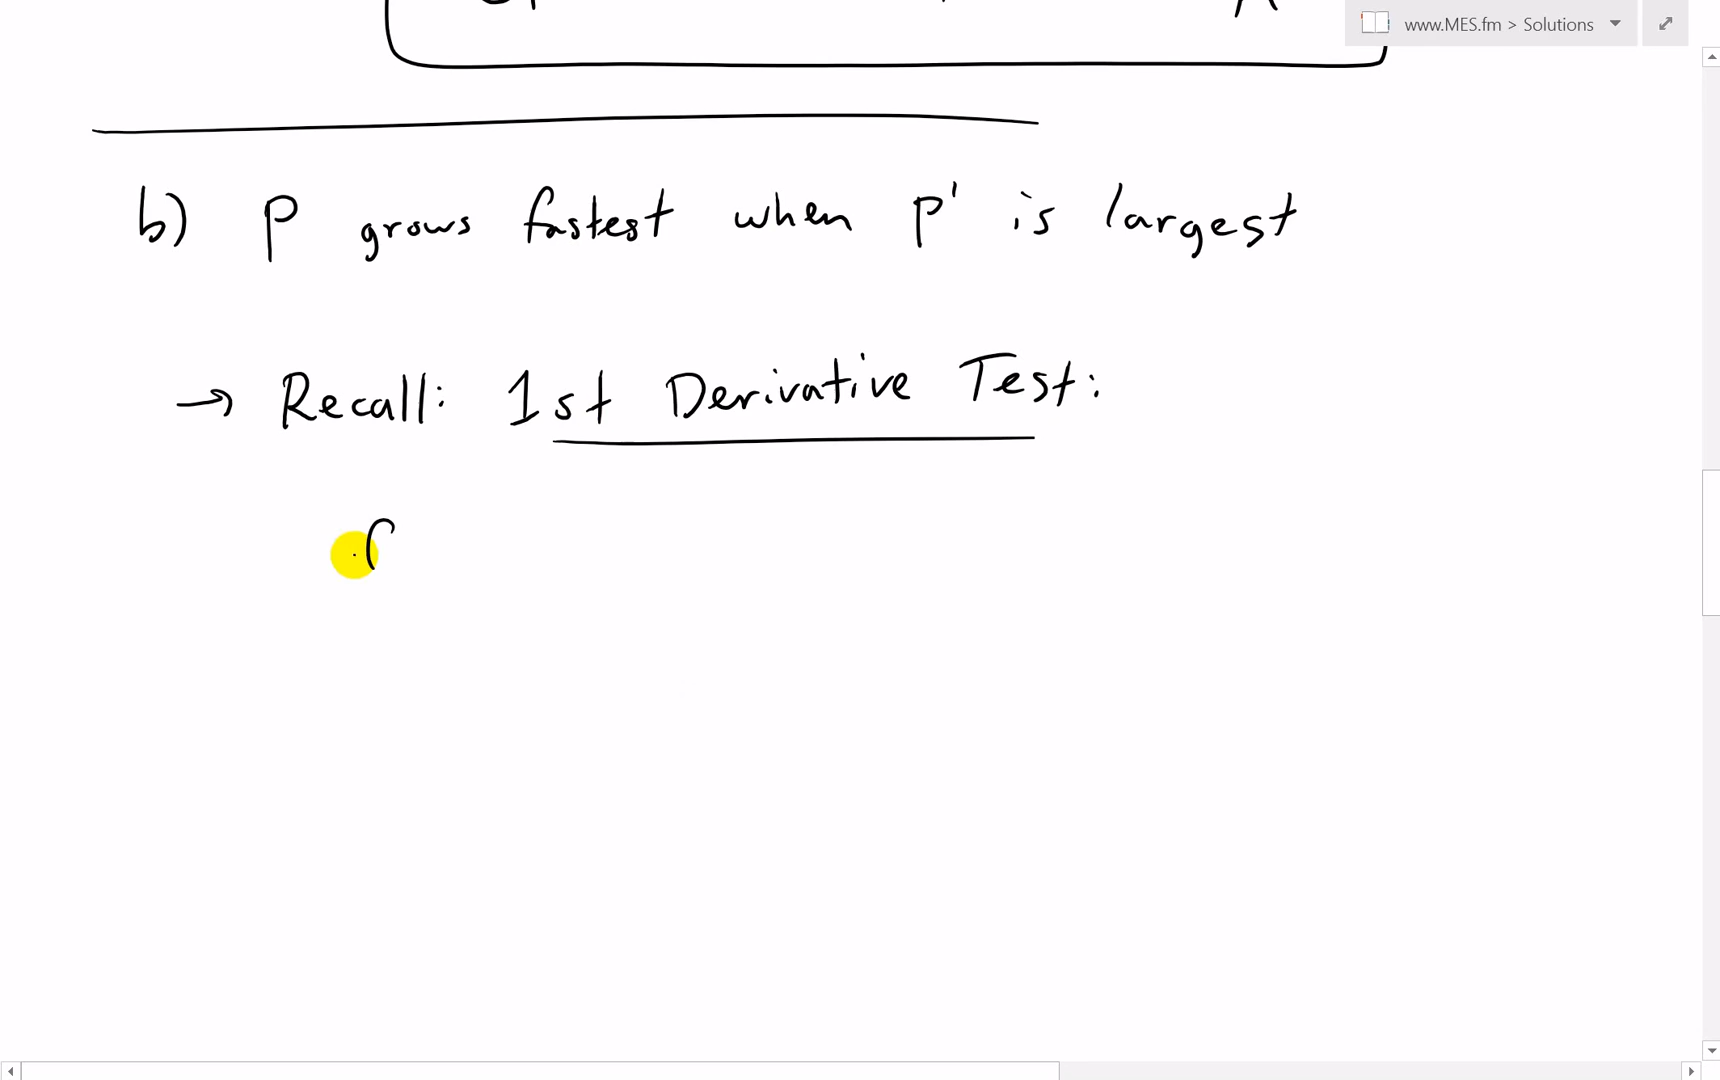 www.MES.fm > Solutions
b) P grows fastest when P' is largest
→ Recall: 1st Derivative Test: